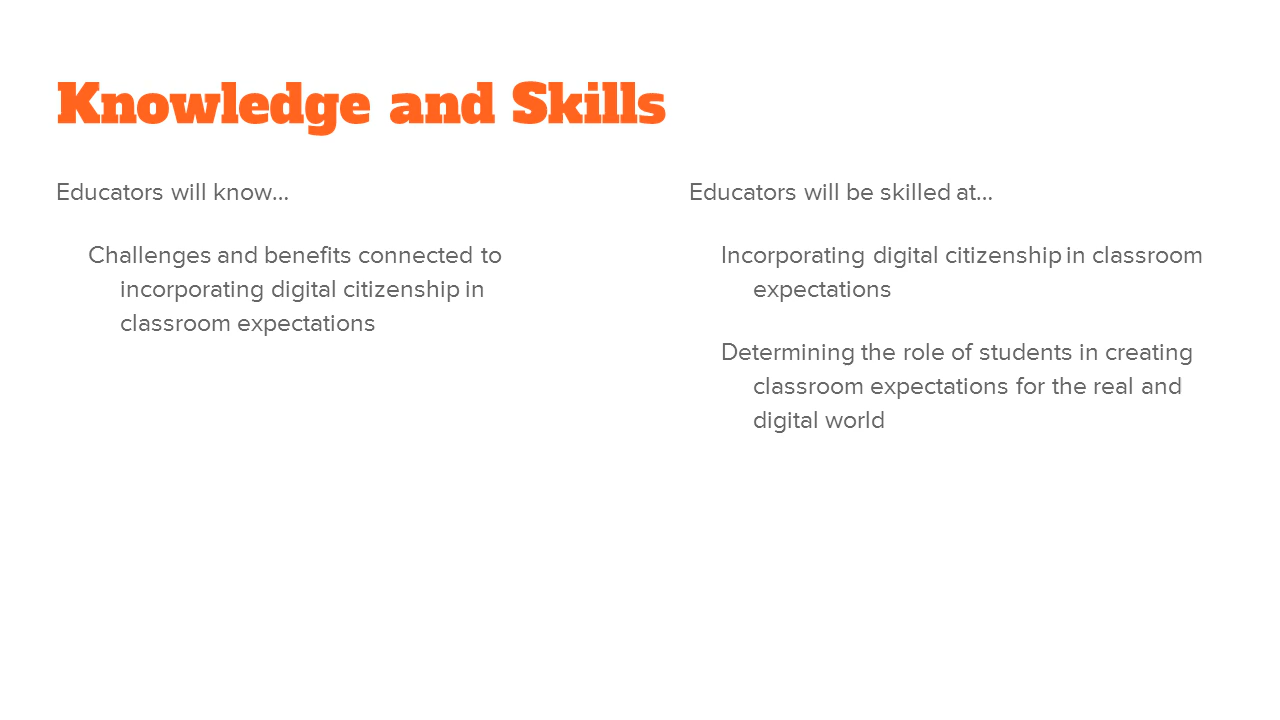 Knowledge and Skills
Educators will know...
Challenges and benefits connected to
incorporating digital citizenship in
classroom expectations
Educators will be skilled at...
Incorporating digital citizenship in classroom
expectations
Determining the role of students in creating
classroom expectations for the real and
digital world